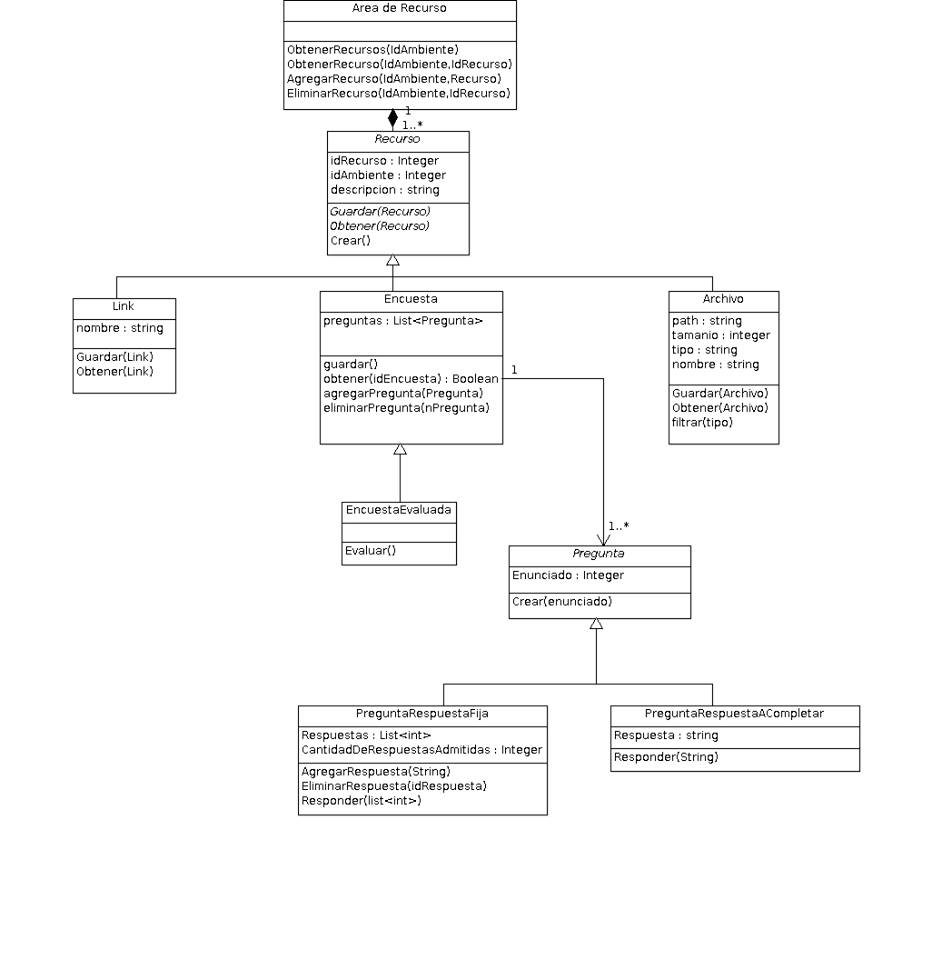 Area de Recurso
ObtenerRecursos(IdAmbiente)
ObtenerRecurso(IdAmbiente,IdRecurso)
AgregarRecurso(IdAmbiente,Recurso)
EliminarRecurso(IdAmbiente,IdRecurso)
1
1..*
Recurso
idRecurso : Integer
idAmbiente : Integer
descripcion : string
Guardar(Recurso)
Obtener(Recurso)
Crear()
Link
nombre : string
Guardar(Link)
Obtener(Link)
Encuesta
preguntas : List<Pregunta>
guardar()
obtener(idEncuesta) : Boolean
agregarPregunta(Pregunta)
eliminarPregunta(nPregunta)
1
Archivo
path : string
tamanio : integer
tipo : string
nombre : string
Guardar(Archivo)
Obtener(Archivo)
filtrar(tipo)
EncuestaEvaluada
Evaluar()
1..*
Pregunta
Enunciado : Integer
Crear(enunciado)
PreguntaRespuestaFija
Respuestas : List<int>
CantidadDeRespuestasAdmitidas : Integer
AgregarRespuesta(String)
EliminarRespuesta(idRespuesta)
Responder(list<int>)
PreguntaRespuestaACompletar
Respuesta : string
Responder(String)